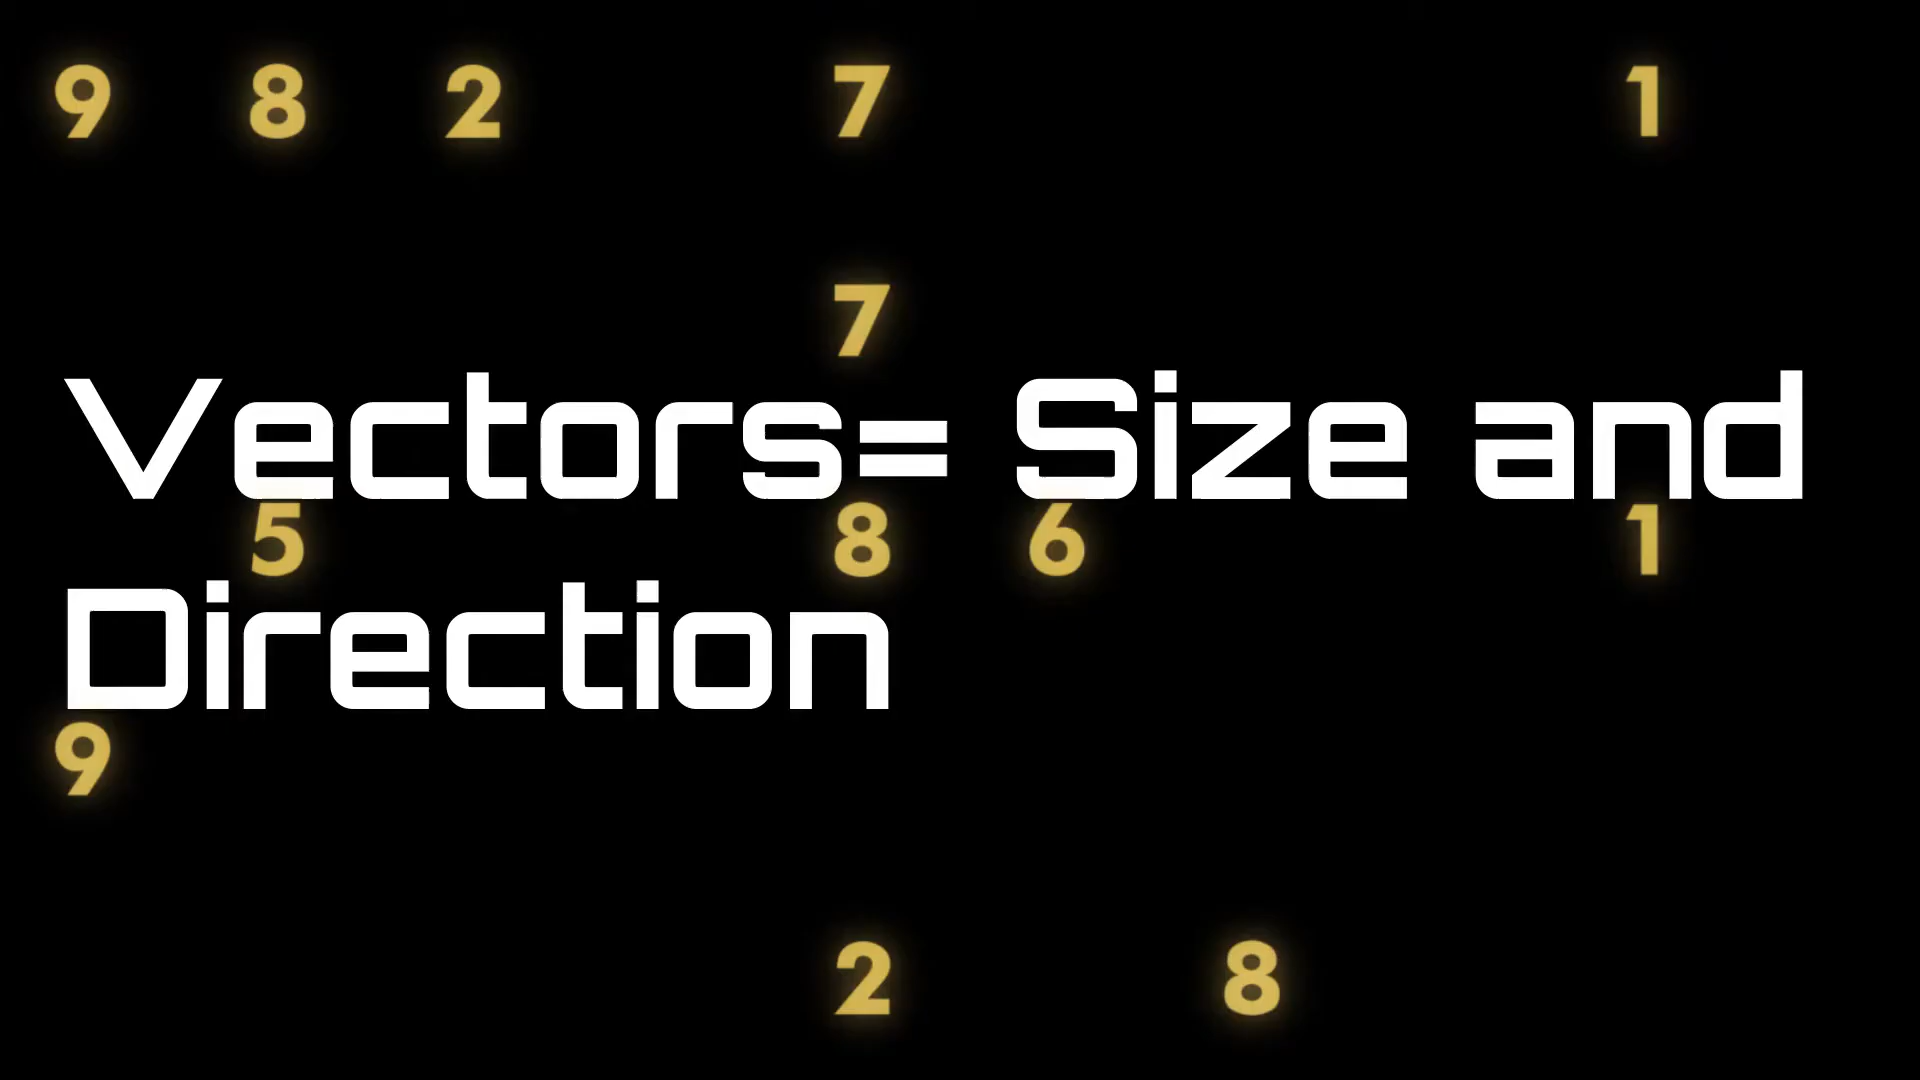 9 8 2 7 1
7
Vectors= Size and
5 8 6 1
Direction
9
2 8